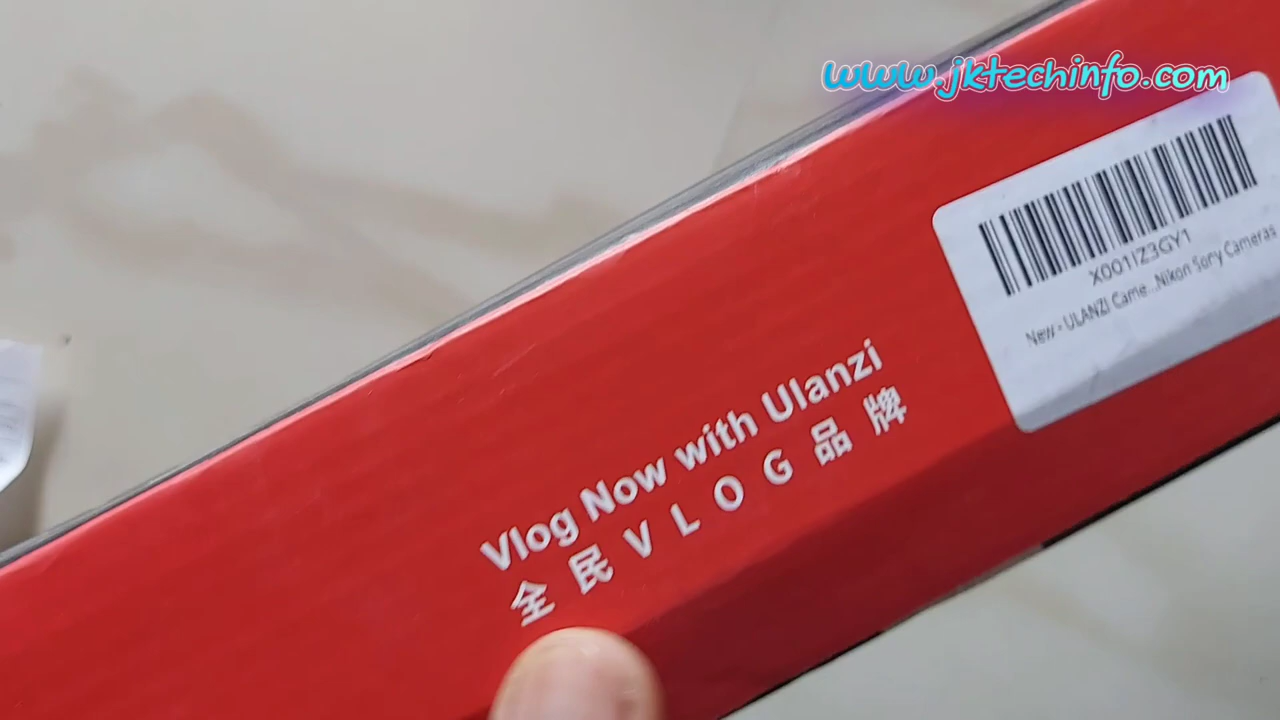 www.jktechinfo.com
X001IZ3GY1
New - ULANZI Came...Nikon Sony Cameras
Vlog Now with Ulanzi
全民VLOG品牌